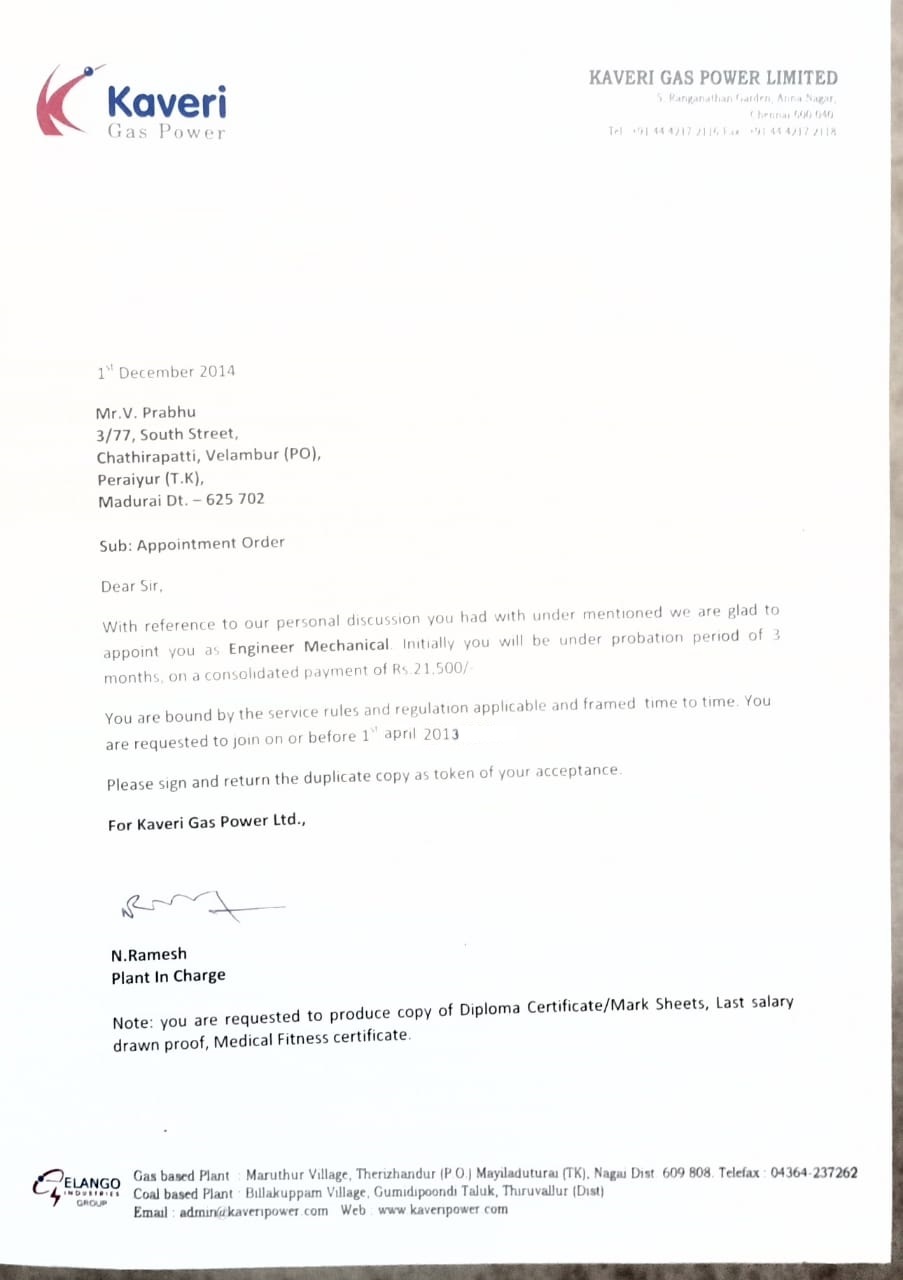 Kaveri
Gas Power
KAVERI GAS POWER LIMITED
5, Ranganathan Garden, Anna Nagar,
Chennai 600 040.
Tel : +91 44 4217 2116 Fax : +91 44 4217 2118
1st December 2014
Mr.V. Prabhu
3/77, South Street,
Chathirapatti, Velambur (PO),
Peraiyur (T.K),
Madurai Dt. – 625 702
Sub: Appointment Order
Dear Sir,
With reference to our personal discussion you had with under mentioned we are glad to
appoint you as Engineer Mechanical. Initially you will be under probation period of 3
months, on a consolidated payment of Rs.21,500/-
You are bound by the service rules and regulation applicable and framed time to time. You
are requested to join on or before 1st april 2013
Please sign and return the duplicate copy as token of your acceptance.
For Kaveri Gas Power Ltd.,
N.Ramesh
Plant In Charge
Note: you are requested to produce copy of Diploma Certificate/Mark Sheets, Last salary
drawn proof, Medical Fitness certificate.
ELANGO
INDUSTRIES
GROUP
Gas based Plant : Maruthur Village, Therizhandur (P.O.) Mayiladuturai (TK), Nagai Dist 609 808. Telefax : 04364-237262
Coal based Plant : Billakuppam Village, Gumidipoondi Taluk, Thiruvallur (Dist)
Email : admin@kaveripower.com Web : www.kaveripower.com